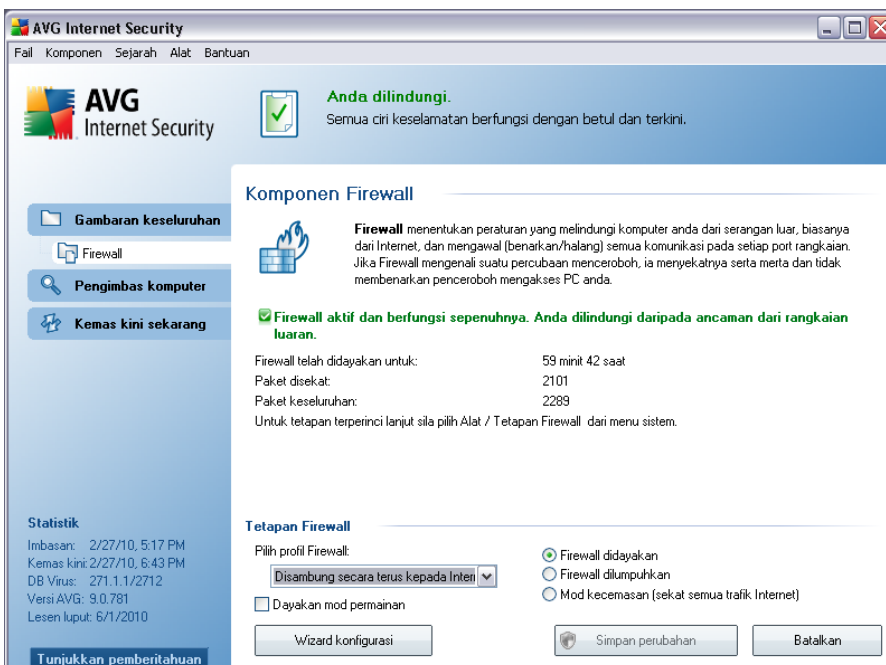 AVG Internet Security
Fail Komponen Sejarah Alat Bantuan
AVG
Internet Security
Anda dilindungi.
Semua ciri keselamatan berfungsi dengan betul dan terkini.
Gambaran keseluruhan
Firewall
Pengimbas komputer
Kemas kini sekarang
Komponen Firewall
Firewall menentukan peraturan yang melindungi komputer anda dari serangan luar, biasanya
dari Internet, dan mengawal (benarkan/halang) semua komunikasi pada setiap port rangkaian.
Jika Firewall mengenali suatu percubaan menceroboh, ia menyekatnya serta merta dan tidak
membenarkan penceroboh mengakses PC anda.
Firewall aktif dan berfungsi sepenuhnya. Anda dilindungi daripada ancaman dari rangkaian
luaran.
Firewall telah didayakan untuk: 59 minit 42 saat
Paket disekat: 2101
Paket keseluruhan: 2289
Untuk tetapan terperinci lanjut sila pilih Alat / Tetapan Firewall dari menu sistem.
Statistik
Imbasan: 2/27/10, 5:17 PM
Kemas kini: 2/27/10, 6:43 PM
DB Virus: 271.1.1/2712
Versi AVG: 9.0.781
Lesen luput: 6/1/2010
Tunjukkan pemberitahuan
Tetapan Firewall
Pilih profil Firewall:
Disambung secara terus kepada Inter
Dayakan mod permainan
Firewall didayakan
Firewall dilumpuhkan
Mod kecemasan (sekat semua trafik Internet)
Wizard konfigurasi
Simpan perubahan
Batalkan